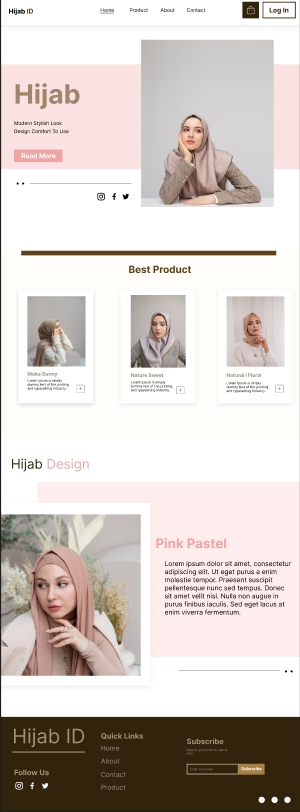 Hijab ID
Home Product About Contact
Log In
Hijab
Modern Stylish Look
Design Comfort To Use
Read More
Best Product
Moka Sunny
Lorem Ipsum is simply
dummy text of the printing
and typesetting industry.
Nature Sweet
Lorem Ipsum is simply
dummy text of the printing
and typesetting industry.
Natural I Floral
Lorem Ipsum is simply
dummy text of the printing
and typesetting industry.
Hijab Design
Pink Pastel
Lorem ipsum dolor sit amet, consectetur
adipiscing elit. Ut eget purus a enim
molestie tempor. Praesent suscipit
pellentesque nunc sed tempus. Donec
sit amet velit nisi. Nulla non augue in
purus finibus iaculis. Sed eget lacus at
enim viverra fermentum.
Hijab ID
Follow Us
Quick Links
Home
About
Contact
Product
Subscribe
Enter Your Email
Subscribe